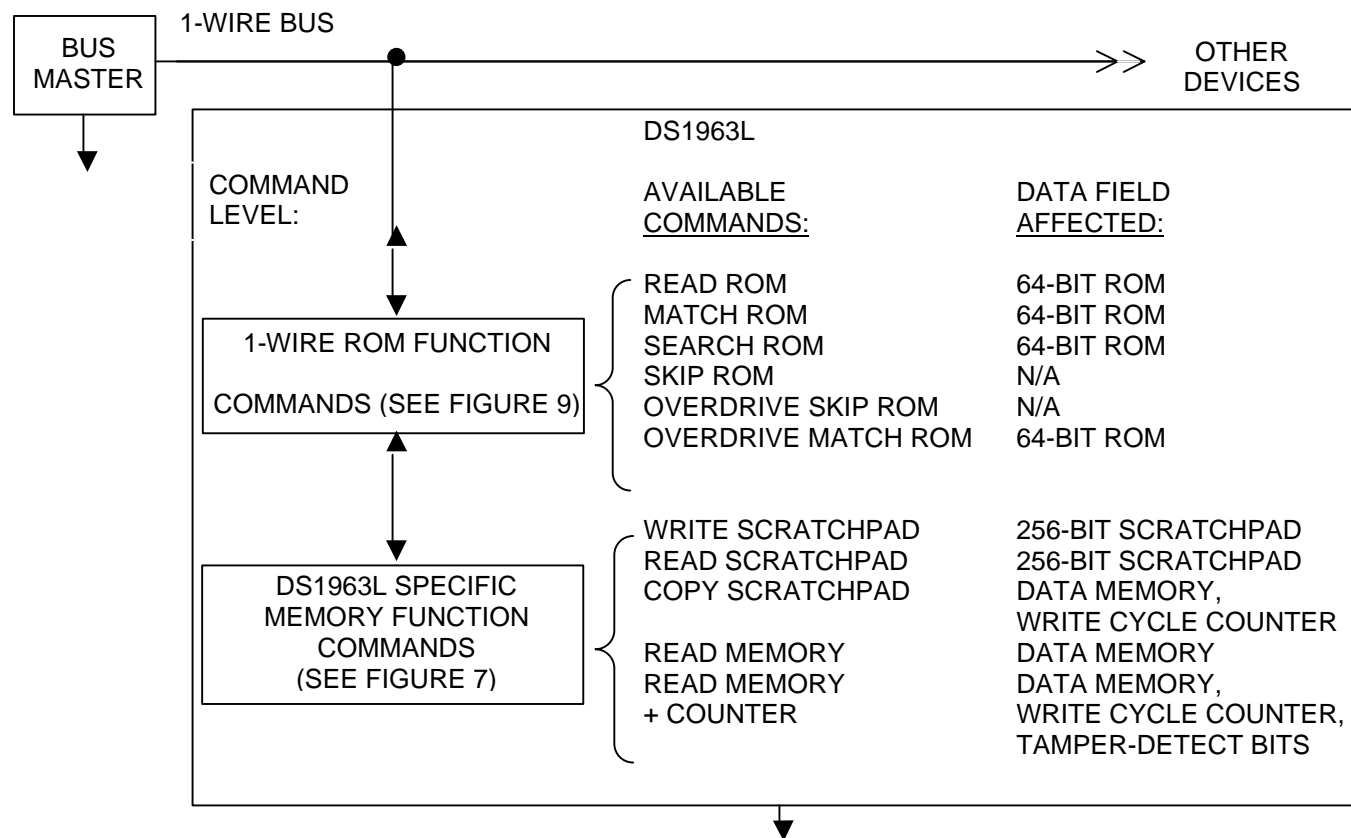 1-WIRE BUS
BUS
MASTER
OTHER
DEVICES
DS1963L
COMMAND
LEVEL:
AVAILABLE
COMMANDS:
DATA FIELD
AFFECTED:
1-WIRE ROM FUNCTION
COMMANDS (SEE FIGURE 9)
READ ROM 64-BIT ROM
MATCH ROM 64-BIT ROM
SEARCH ROM 64-BIT ROM
SKIP ROM N/A
OVERDRIVE SKIP ROM N/A
OVERDRIVE MATCH ROM 64-BIT ROM
DS1963L SPECIFIC
MEMORY FUNCTION
COMMANDS
(SEE FIGURE 7)
WRITE SCRATCHPAD 256-BIT SCRATCHPAD
READ SCRATCHPAD 256-BIT SCRATCHPAD
COPY SCRATCHPAD DATA MEMORY,
WRITE CYCLE COUNTER
READ MEMORY DATA MEMORY
READ MEMORY DATA MEMORY,
+ COUNTER WRITE CYCLE COUNTER,
TAMPER-DETECT BITS